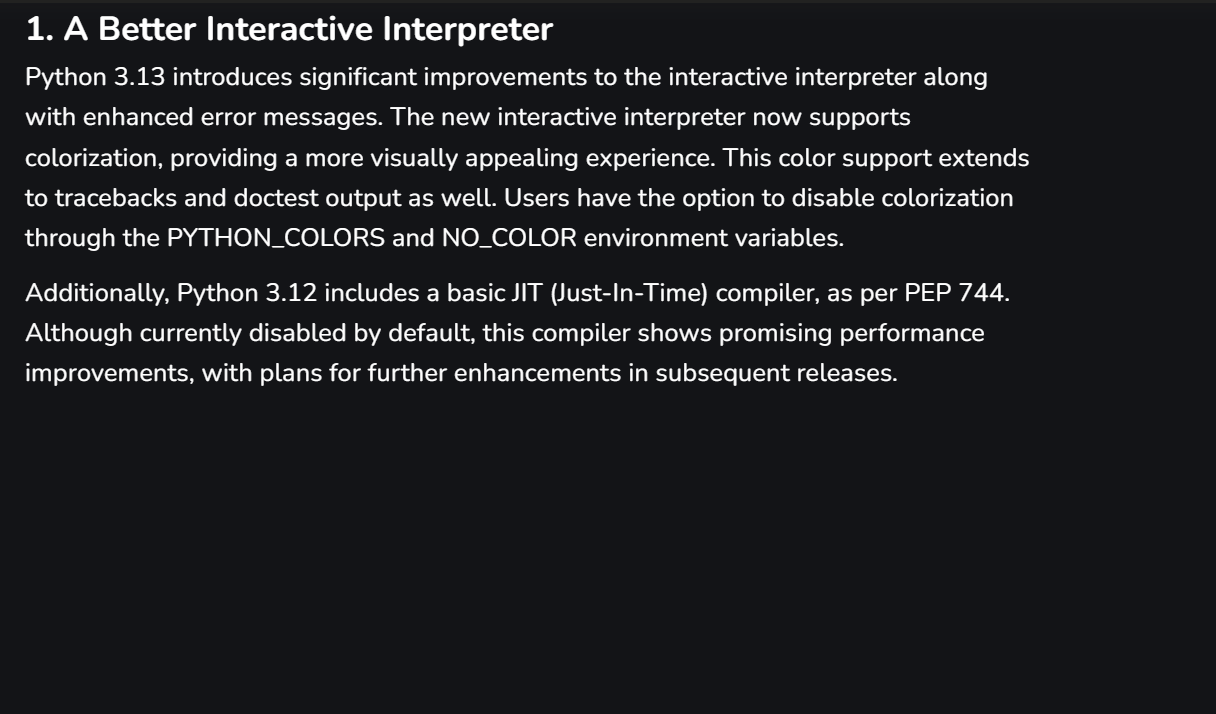 1. A Better Interactive Interpreter
Python 3.13 introduces significant improvements to the interactive interpreter along
with enhanced error messages. The new interactive interpreter now supports
colorization, providing a more visually appealing experience. This color support extends
to tracebacks and doctest output as well. Users have the option to disable colorization
through the PYTHON_COLORS and NO_COLOR environment variables.
Additionally, Python 3.12 includes a basic JIT (Just-In-Time) compiler, as per PEP 744.
Although currently disabled by default, this compiler shows promising performance
improvements, with plans for further enhancements in subsequent releases.